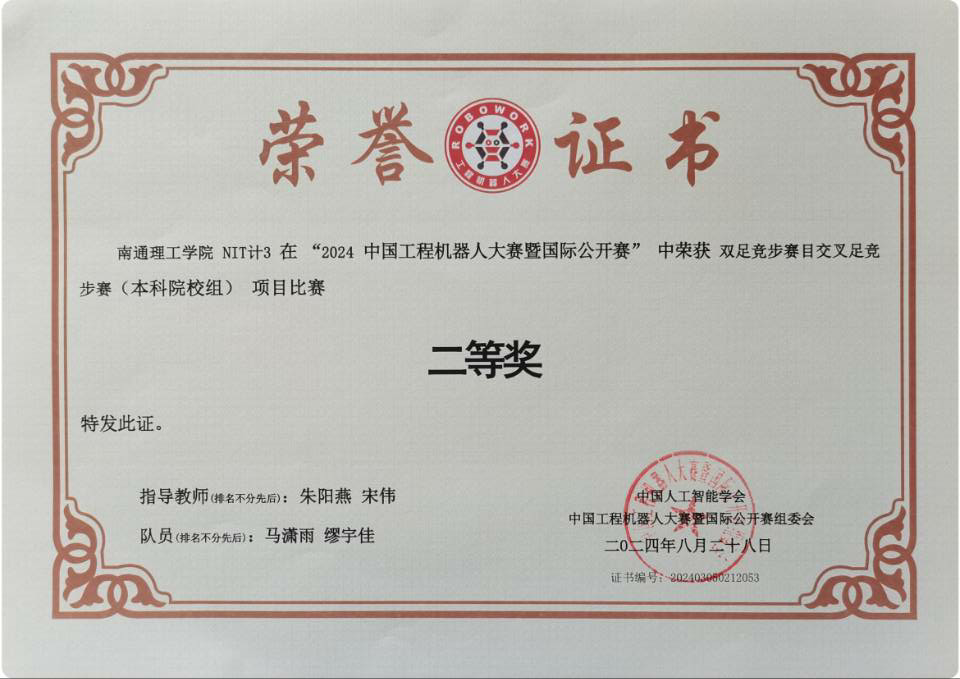 荣誉证书
ROBOWORK
工程机器人大赛
南通理工学院 NIT计3 在 “2024 中国工程机器人大赛暨国际公开赛” 中荣获 双足竞步赛目交叉足竞
步赛（本科院校组） 项目比赛
二等奖
特发此证。
指导教师(排名不分先后)： 朱阳燕 宋伟
队员(排名不分先后)： 马潇雨 缪宇佳
中国人工智能学会
中国工程机器人大赛暨国际公开赛组委会
二〇二四年八月二十八日
证书编号：202403050212053